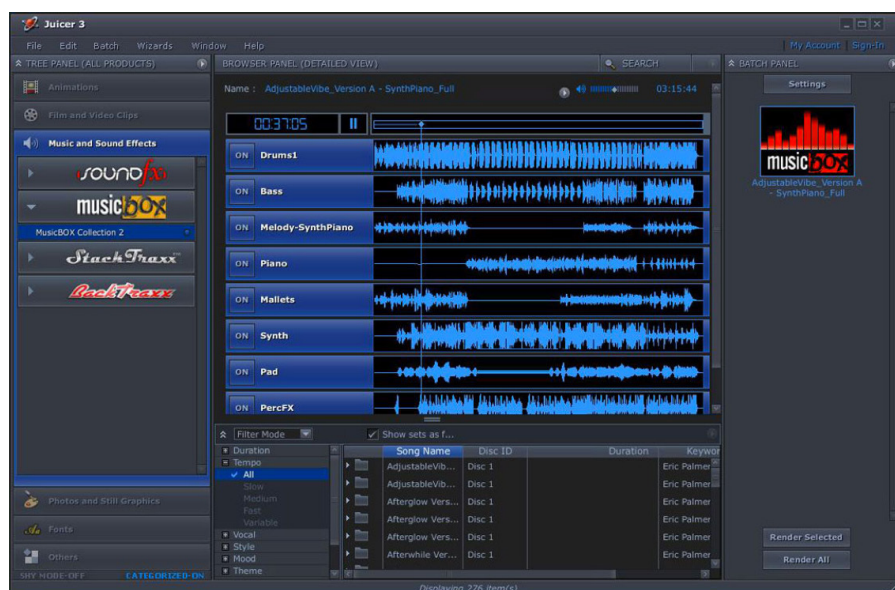 Juicer 3
File Edit Batch Wizards Window Help
My Account Sign-In
TREE PANEL (ALL PRODUCTS)
Animations
Film and Video Clips
Music and Sound Effects
soundfx
musicbox
MusicBOX Collection 2
StackTraxx
BackTraxx
Photos and Still Graphics
Fonts
Others
SHY MODE-OFF CATEGORIZED-ON
BROWSER PANEL (DETAILED VIEW) SEARCH
Name : AdjustableVibe_Version A - SynthPiano_Full 03:15:44
00:37:05
ON Drums1
ON Bass
ON Melody-SynthPiano
ON Piano
ON Mallets
ON Synth
ON Pad
ON PercFX
Filter Mode Show sets as f...
Duration
Tempo
All
Slow
Medium
Fast
Variable
Vocal
Style
Mood
Theme
Song Name Disc ID Duration Keywor
AdjustableVib... Disc 1 Eric Palmer
AdjustableVib... Disc 1 Eric Palmer
Afterglow Vers... Disc 1 Eric Palmer
Afterglow Vers... Disc 1 Eric Palmer
Afterglow Vers... Disc 1 Eric Palmer
Afterwhile Ver... Disc 1 Eric Palmer
Displaying 276 item(s)
BATCH PANEL
Settings
musicbox
AdjustableVibe_Version A
- SynthPiano_Full
Render Selected
Render All